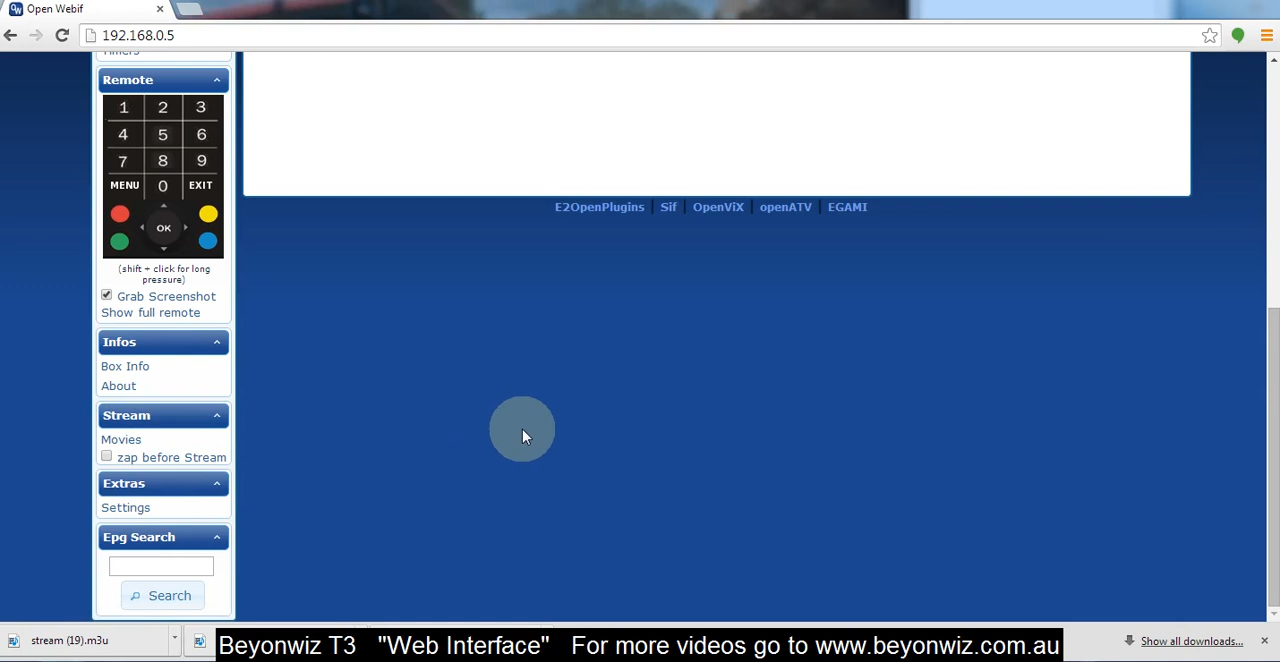 Open Webif
192.168.0.5
Timers
Remote
1 2 3
4 5 6
7 8 9
MENU 0 EXIT
OK
(shift + click for long
pressure)
Grab Screenshot
Show full remote
Infos
Box Info
About
Stream
Movies
zap before Stream
Extras
Settings
Epg Search
Search
E2OpenPlugins | Sif | OpenViX | openATV | EGAMI
stream (19).m3u
Beyonwiz T3 "Web Interface" For more videos go to www.beyonwiz.com.au
Show all downloads...